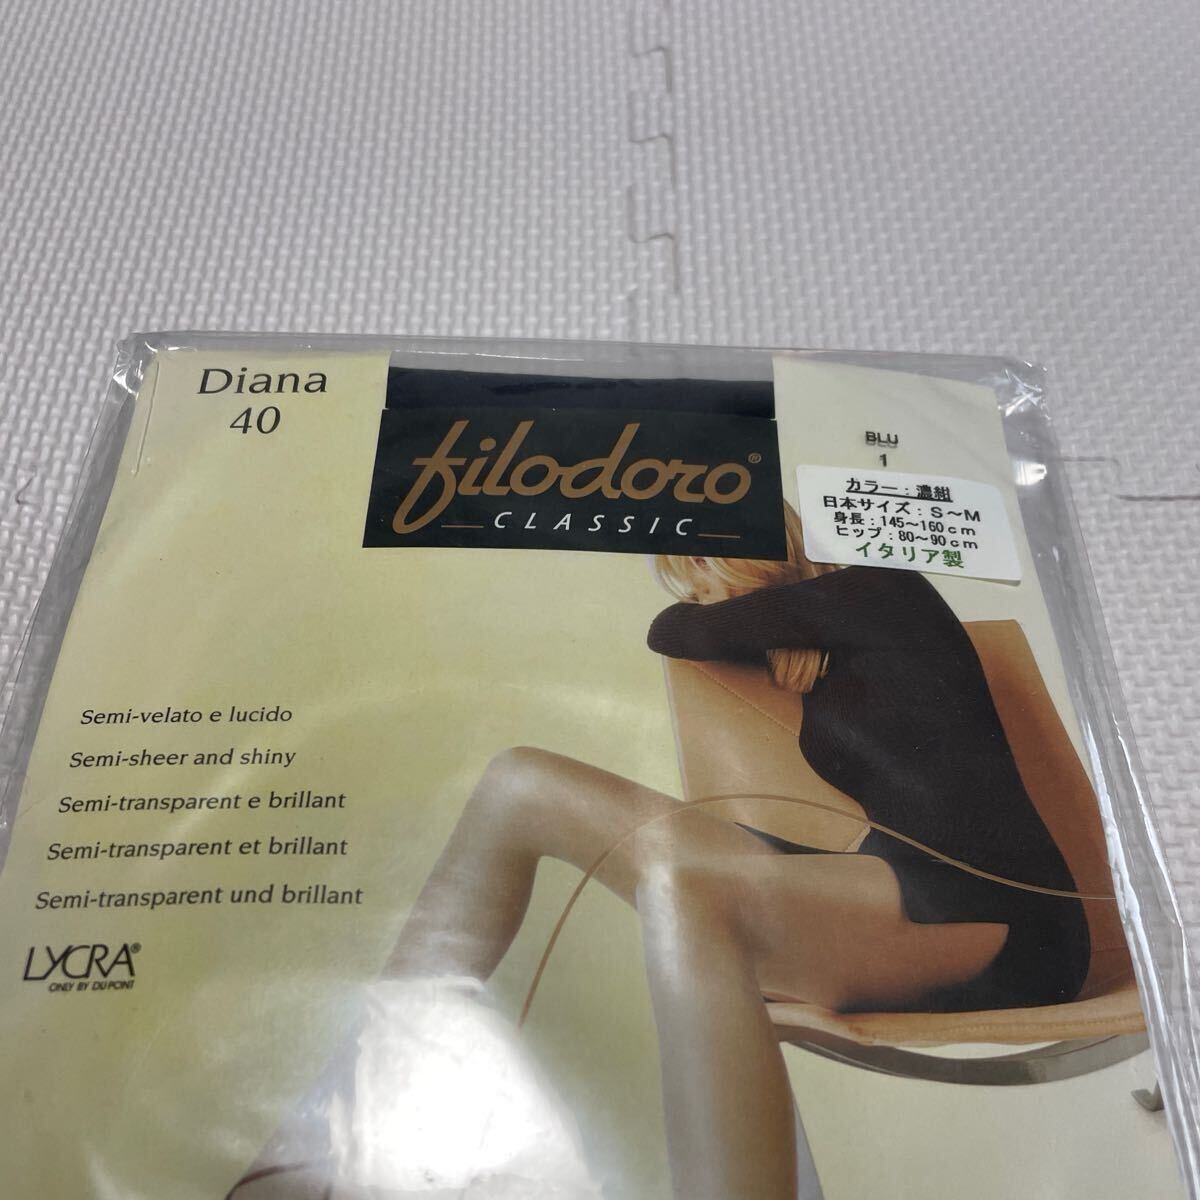 Diana
40
filodoro®
CLASSIC
BLU
1
カラー：濃紺
日本サイズ：S～M
身長：145～160cm
ヒップ：80～90cm
イタリア製
Semi-velato e lucido
Semi-sheer and shiny
Semi-transparent e brillant
Semi-transparent et brillant
Semi-transparent und brillant
LYCRA®
ONLY BY DU PONT